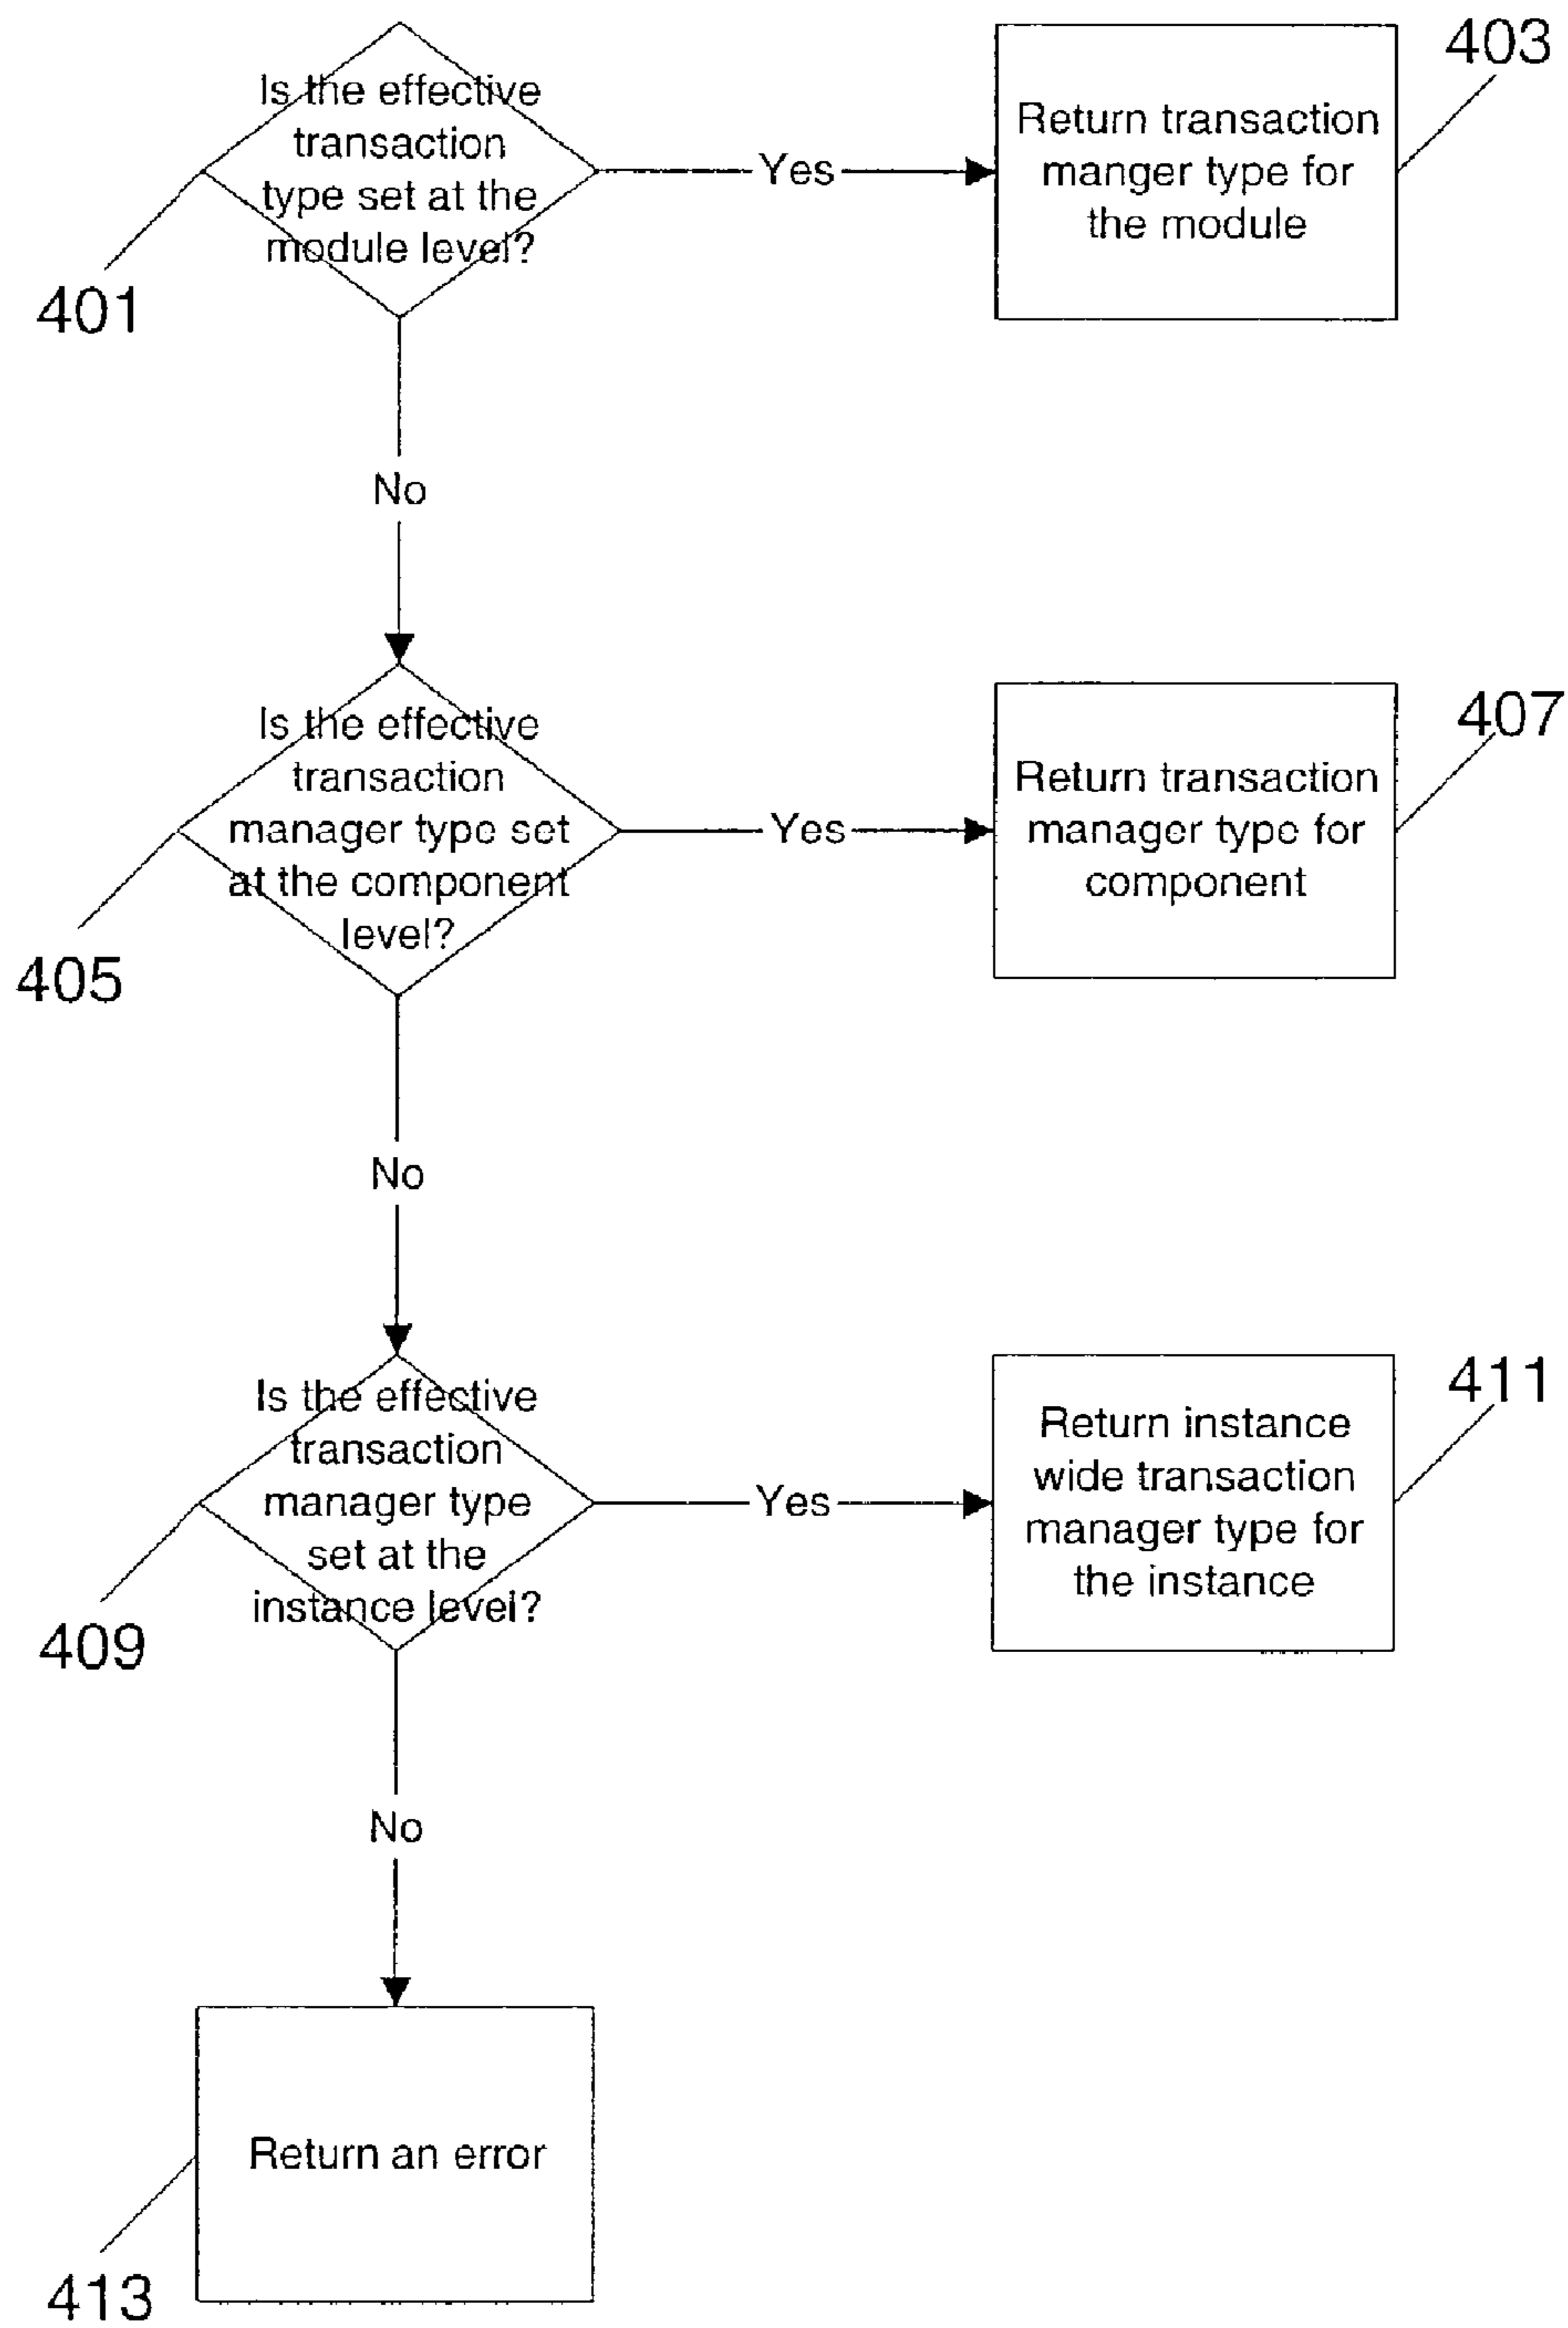 Is the effective
transaction
type set at the
module level?
401
Yes
Return transaction
manger type for
the module
403
No
Is the effective
transaction
manager type set
at the component
level?
405
Yes
Return transaction
manager type for
component
407
No
Is the effective
transaction
manager type
set at the
instance level?
409
Yes
Return instance
wide transaction
manager type for
the instance
411
No
Return an error
413